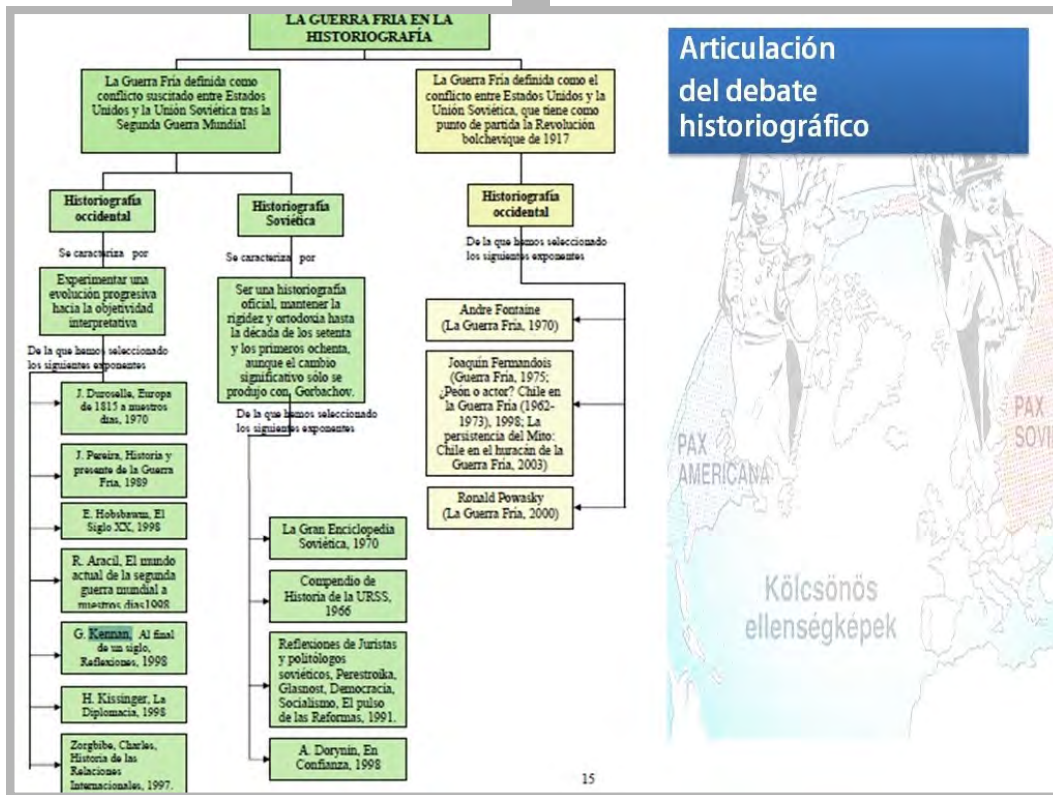 LA GUERRA FRIA EN LA
HISTORIOGRAFÍA
La Guerra Fria definida como
conflicto suscitado entre Estados
Unidos y la Unión Soviética tras la
Segunda Guerra Mundial
Historiografía
occidental
Se caracteriza por
Experimentar una
evolución progresiva
hacia la objetividad
interpretativa
De la que hemos seleccionado
los siguientes exponentes
J. Duroselle, Europa
de 1815 a nuestros
días, 1970
J. Pereira, Historia y
presente de la Guerra
Fría, 1989
E. Hobsbawm, El
Siglo XX, 1998
R. Aracil, El mundo
actual de la segunda
guerra mundial a
nuestros días1998
G. Kennan, Al final
de un siglo,
Reflexiones, 1998
H. Kissinger, La
Diplomacia, 1998
Zorgbibe, Charles,
Historia de las
Relaciones
Internacionales, 1997.
Historiografía
Soviética
Se caracteriza por
Ser una historiografía
oficial, mantener la
rigidez y ortodoxia hasta
la década de los setenta
y los primeros ochenta,
aunque el cambio
significativo sólo se
produjo con, Gorbachov.
De la que hemos seleccionado
los siguientes exponentes
La Gran Enciclopedia
Soviética, 1970
Compendio de
Historia de la URSS,
1966
Reflexiones de Juristas
y politólogos
soviéticos, Perestroika,
Glasnost, Democracia,
Socialismo, El pulso
de las Reformas, 1991.
A. Dorynin, En
Confianza, 1998
La Guerra Fría definida como el
conflicto entre Estados Unidos y la
Unión Soviética, que tiene como
punto de partida la Revolución
bolchevique de 1917
Historiografía
occidental
De la que hemos seleccionado
los siguientes exponentes
Andre Fontaine
(La Guerra Fría, 1970)
Joaquín Fermandois
(Guerra Fría, 1975;
¿Peón o actor? Chile en
la Guerra Fría (1962-
1973), 1998; La
persistencia del Mito:
Chile en el huracán de la
Guerra Fría, 2003)
Ronald Powasky
(La Guerra Fría, 2000)
15
Articulación
del debate
historiográfico
PAX
AMERICANA
PAX
SOVI
Kölcsönös
ellenségképek